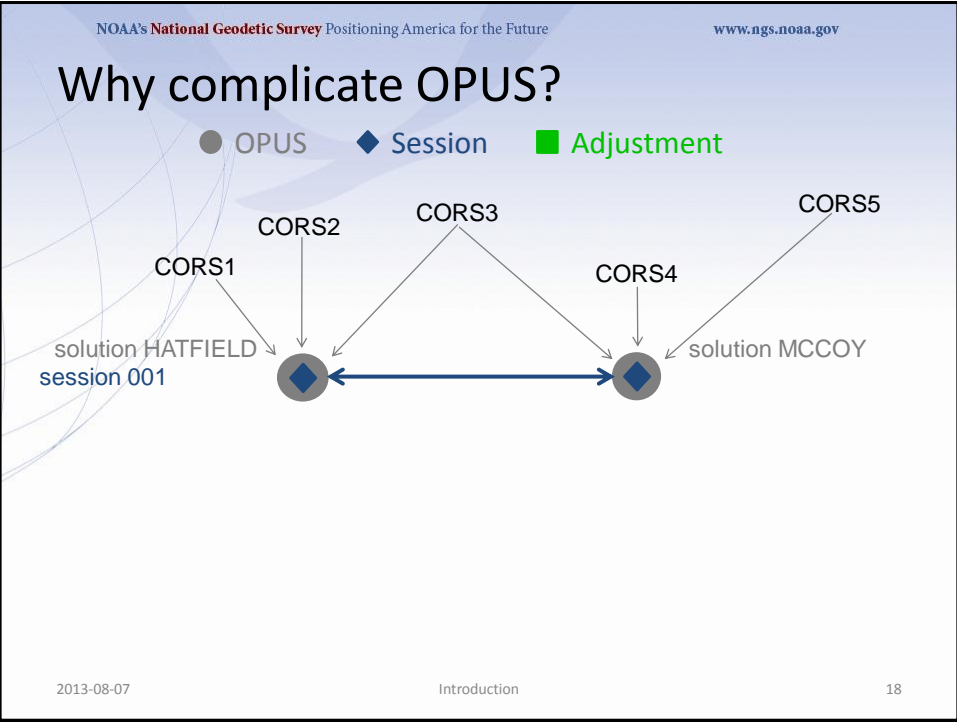 NOAA's National Geodetic Survey Positioning America for the Future www.ngs.noaa.gov
Why complicate OPUS?
OPUS Session Adjustment
CORS5
CORS3
CORS2
CORS1
CORS4
solution HATFIELD solution MCCOY
session 001
2013-08-07 Introduction 18